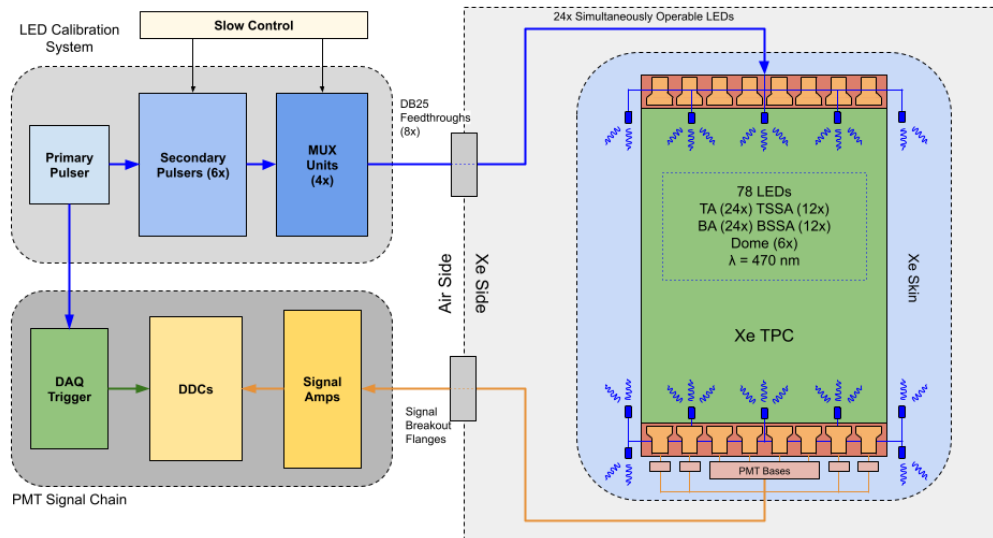 LED Calibration
System
Slow Control
24x Simultaneously Operable LEDs
Primary
Pulser
Secondary
Pulsers (6x)
MUX
Units
(4x)
DB25
Feedthroughs
(8x)
78 LEDs
TA (24x) TSSA (12x)
BA (24x) BSSA (12x)
Dome (6x)
λ = 470 nm
Air Side
Xe Side
Xe Skin
Xe TPC
DAQ
Trigger
DDCs
Signal
Amps
Signal
Breakout
Flanges
PMT Bases
PMT Signal Chain